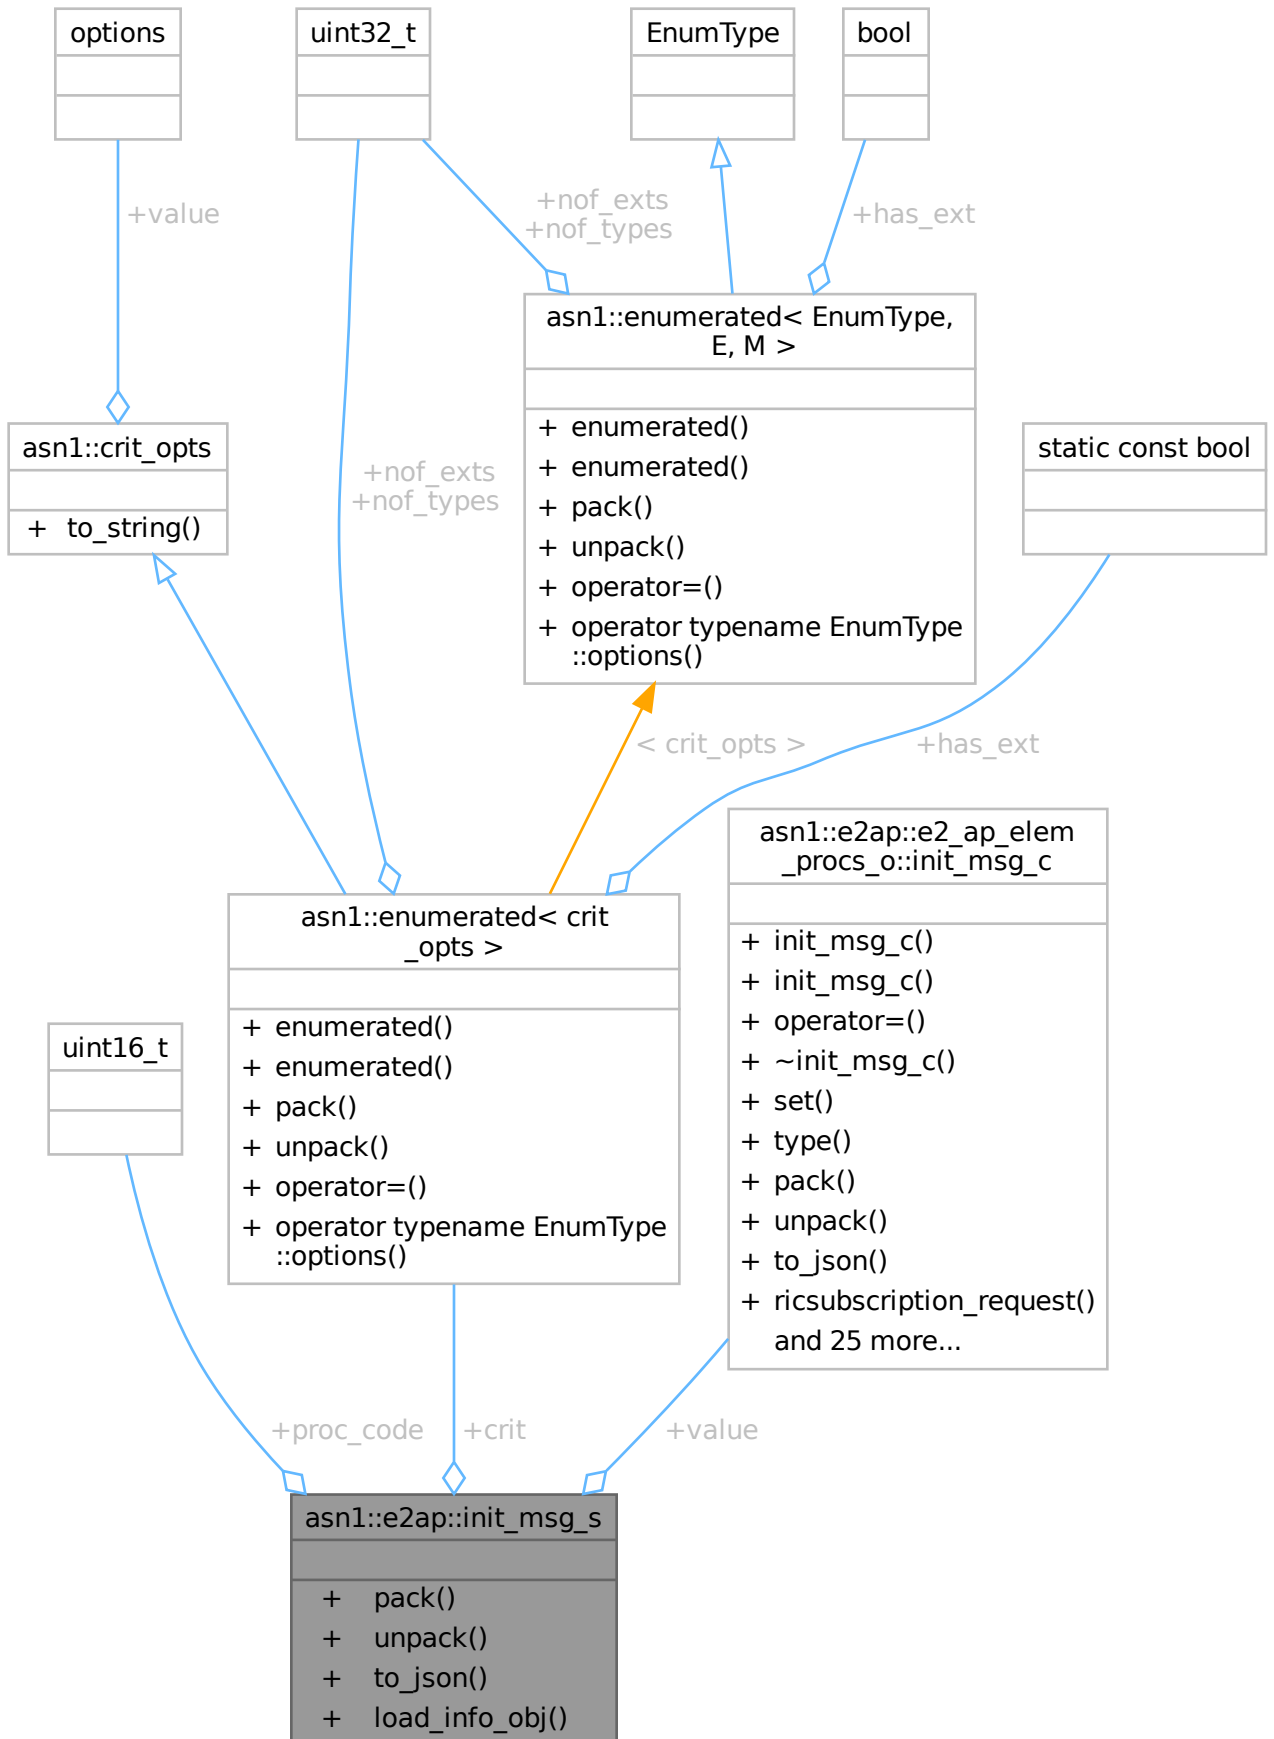 options
uint32_t
EnumType
bool
+value
+nof_exts
+nof_types
+has_ext
asn1::enumerated< EnumType,
E, M >
+ enumerated()
+ enumerated()
+ pack()
+ unpack()
+ operator=()
+ operator typename EnumType
::options()
asn1::crit_opts
+ to_string()
+nof_exts
+nof_types
static const bool
< crit_opts >
+has_ext
asn1::e2ap::e2_ap_elem
_procs_o::init_msg_c
+ init_msg_c()
+ init_msg_c()
+ operator=()
+ ~init_msg_c()
+ set()
+ type()
+ pack()
+ unpack()
+ to_json()
+ ricsubscription_request()
and 25 more...
asn1::enumerated< crit
_opts >
+ enumerated()
+ enumerated()
+ pack()
+ unpack()
+ operator=()
+ operator typename EnumType
::options()
uint16_t
+proc_code
+crit
+value
asn1::e2ap::init_msg_s
+ pack()
+ unpack()
+ to_json()
+ load_info_obj()